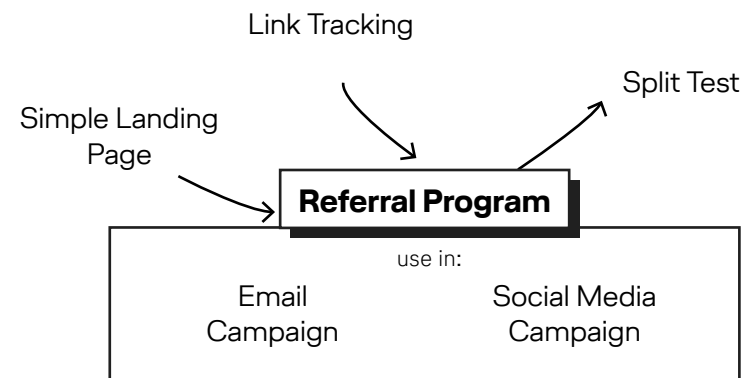 Link Tracking
Split Test
Simple Landing
Page
Referral Program
use in:
Email
Campaign
Social Media
Campaign